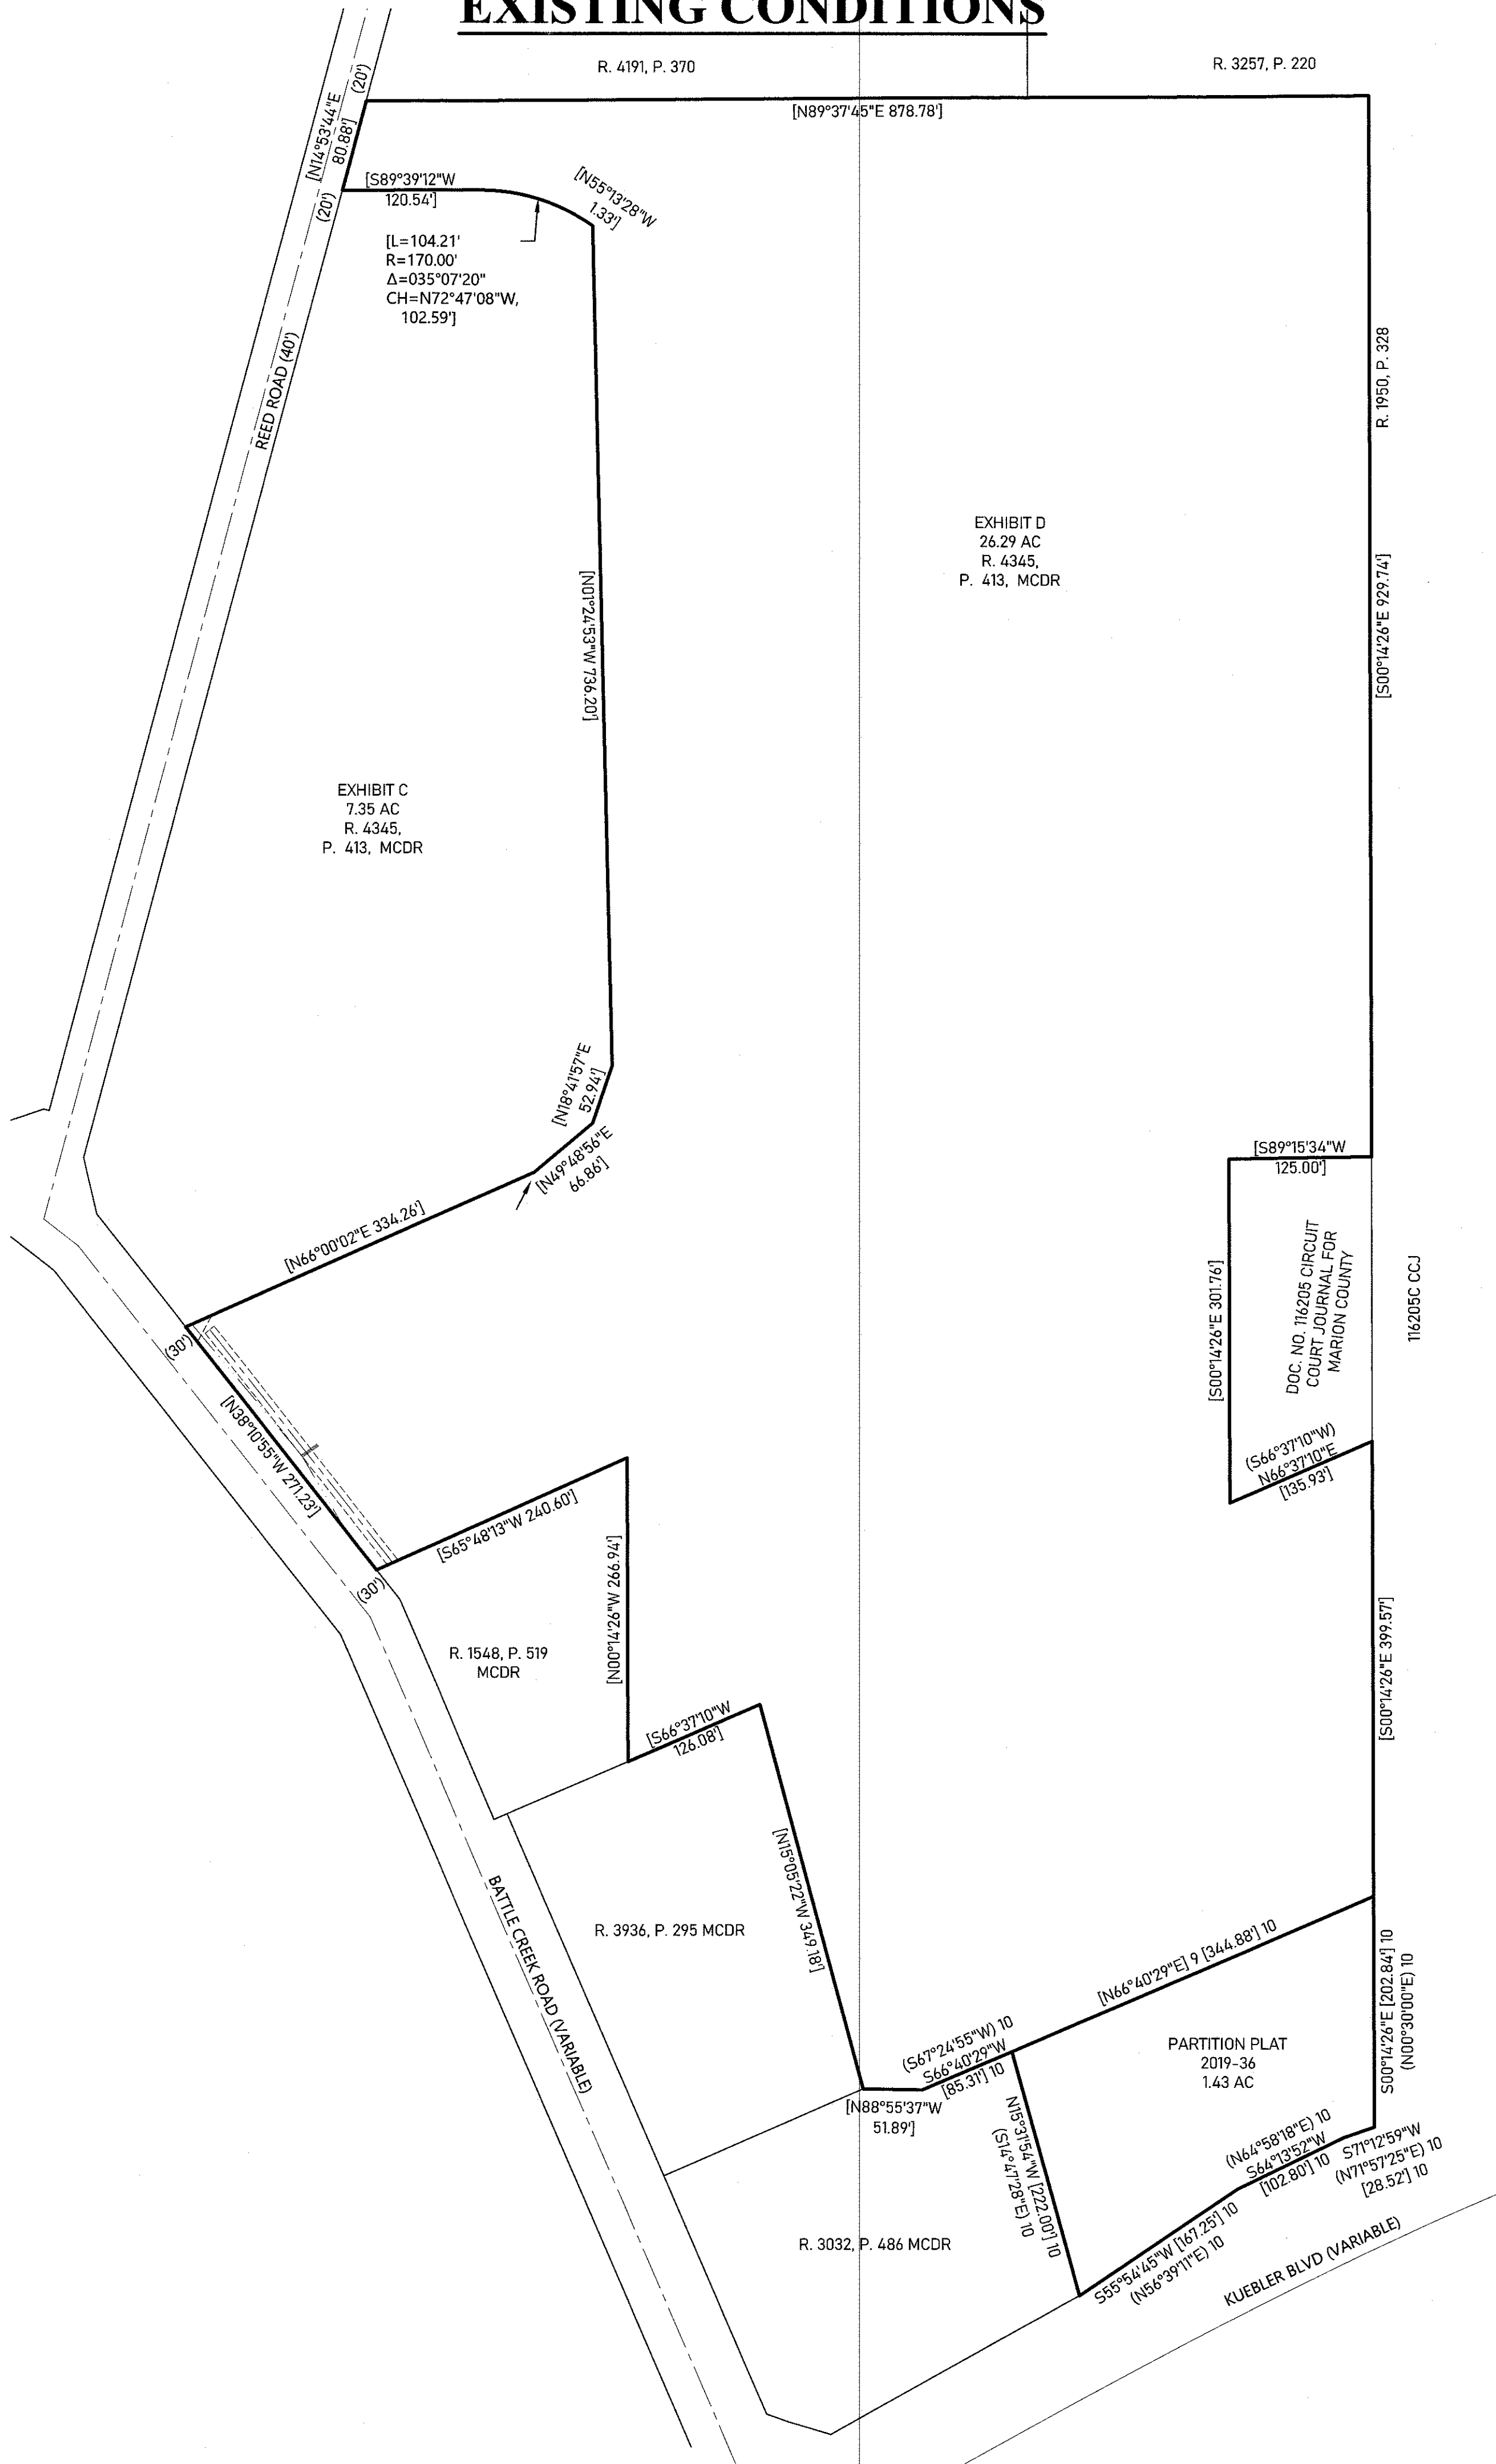 EXISTING CONDITIONS
R. 4191, P. 370
R. 3257, P. 220
[N89°37'45"E 878.78']
[N14°53'44"E
80.88']
(20')
(20')
[S89°39'12"W
120.54']
[N55°13'28"W
1.33']
[L=104.21'
R=170.00'
Δ=035°07'20"
CH=N72°47'08"W,
102.59']
REED ROAD (40')
R. 1950, P. 328
EXHIBIT D
26.29 AC
R. 4345,
P. 413, MCDR
[S00°14'26"E 929.74']
[N01°24'53"W 736.20']
EXHIBIT C
7.35 AC
R. 4345,
P. 413, MCDR
[N18°41'57"E
52.94']
[N49°48'56"E
66.86']
[S89°15'34"W
125.00']
[N66°00'02"E 334.26']
[S00°14'26"E 301.76']
DOC. NO. 116205 CIRCUIT
COURT JOURNAL FOR
MARION COUNTY
116205C CCJ
(30')
[N38°10'55"W 271.23']
(S66°37'10"W)
N66°37'10"E
[135.93']
[S65°48'13"W 240.60']
(30')
[N00°14'26"W 266.94']
R. 1548, P. 519
MCDR
[S00°14'26"E 399.57']
[S66°37'10"W
126.08']
[N15°05'22"W 349.18']
BATTLE CREEK ROAD (VARIABLE)
R. 3936, P. 295 MCDR
[N66°40'29"E] 9 [344.88'] 10
S00°14'26"E [202.84'] 10
(N00°30'00"E) 10
(S67°24'55"W) 10
S66°40'29"W
[85.31'] 10
PARTITION PLAT
2019-36
1.43 AC
[N88°55'37"W
51.89']
N15°31'54"W [222.00'] 10
(S14°47'28"E) 10
(N64°58'18"E) 10
S64°13'52"W
[102.80'] 10
S71°12'59"W
(N71°57'25"E) 10
[28.52'] 10
R. 3032, P. 486 MCDR
S55°54'45"W [167.25'] 10
(N56°39'11"E) 10
KUEBLER BLVD (VARIABLE)